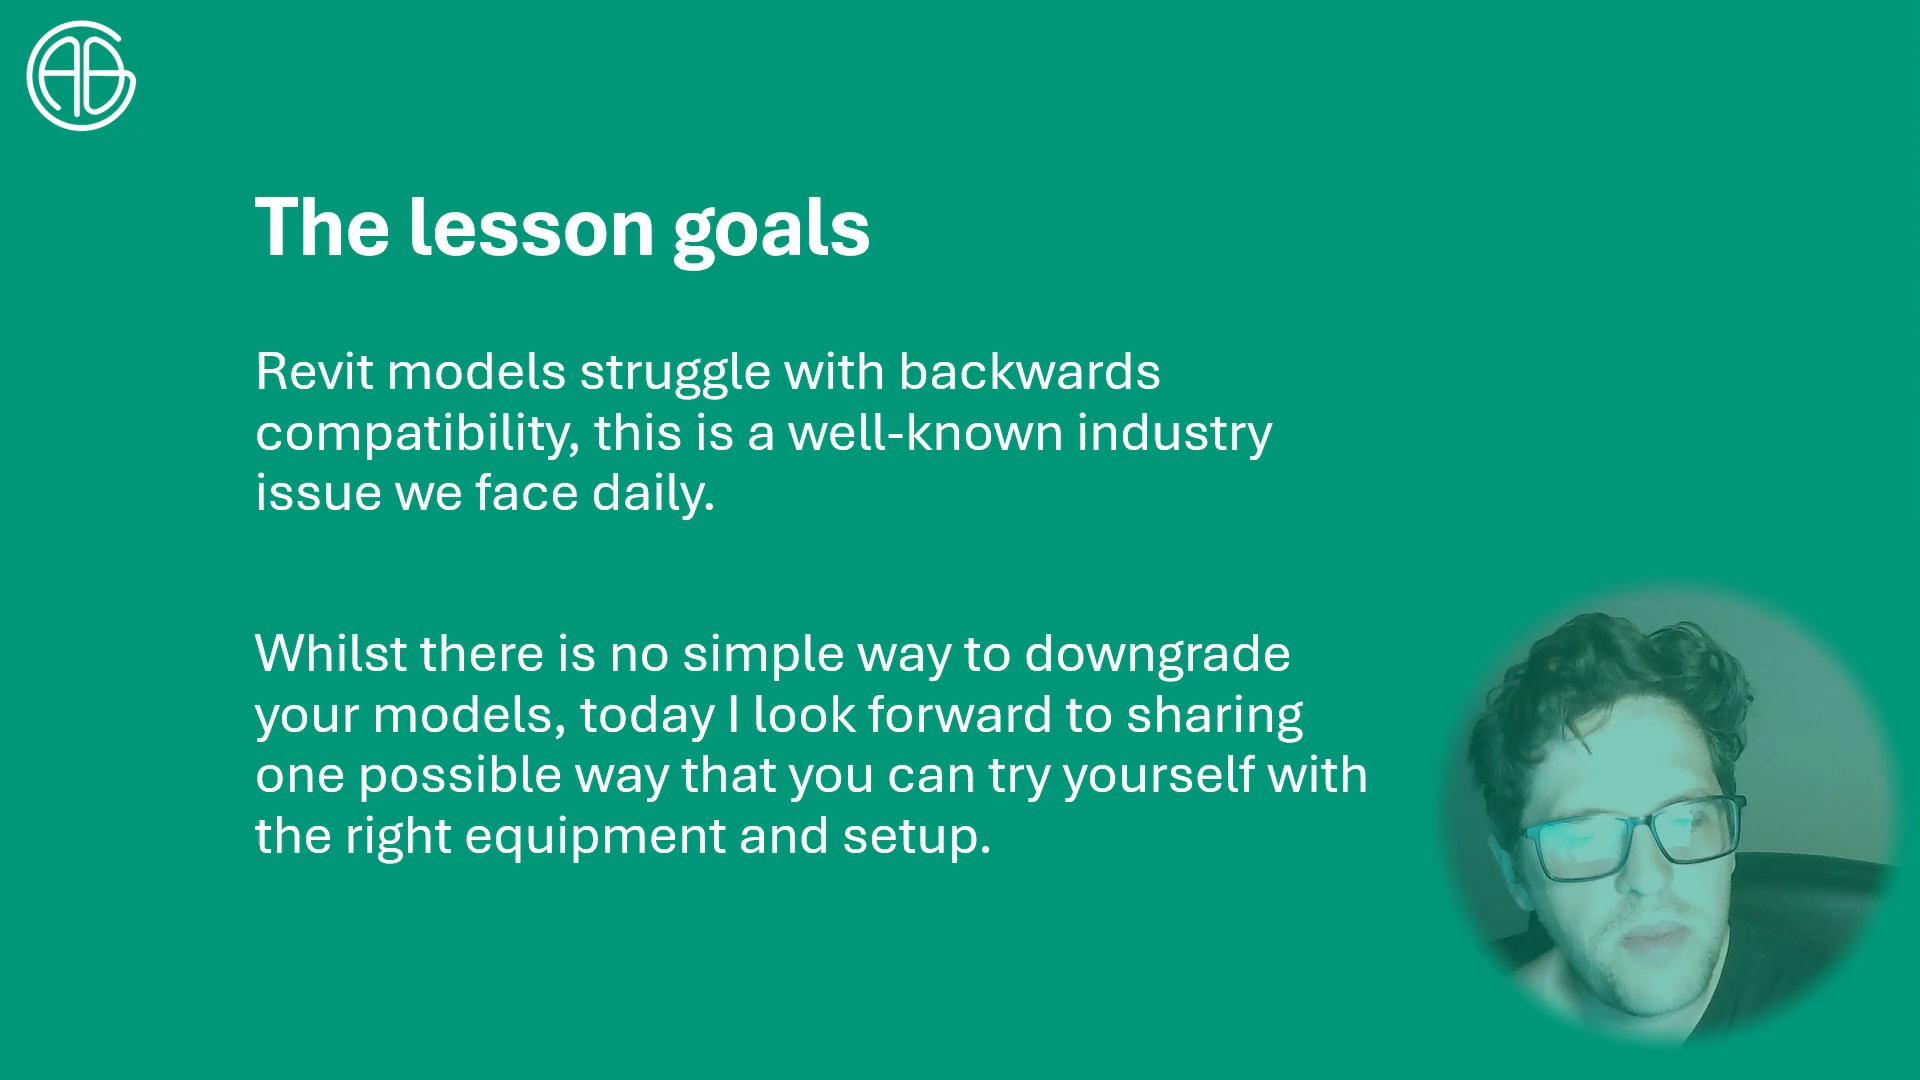 The lesson goals
Revit models struggle with backwards
compatibility, this is a well-known industry
issue we face daily.
Whilst there is no simple way to downgrade
your models, today I look forward to sharing
one possible way that you can try yourself with
the right equipment and setup.